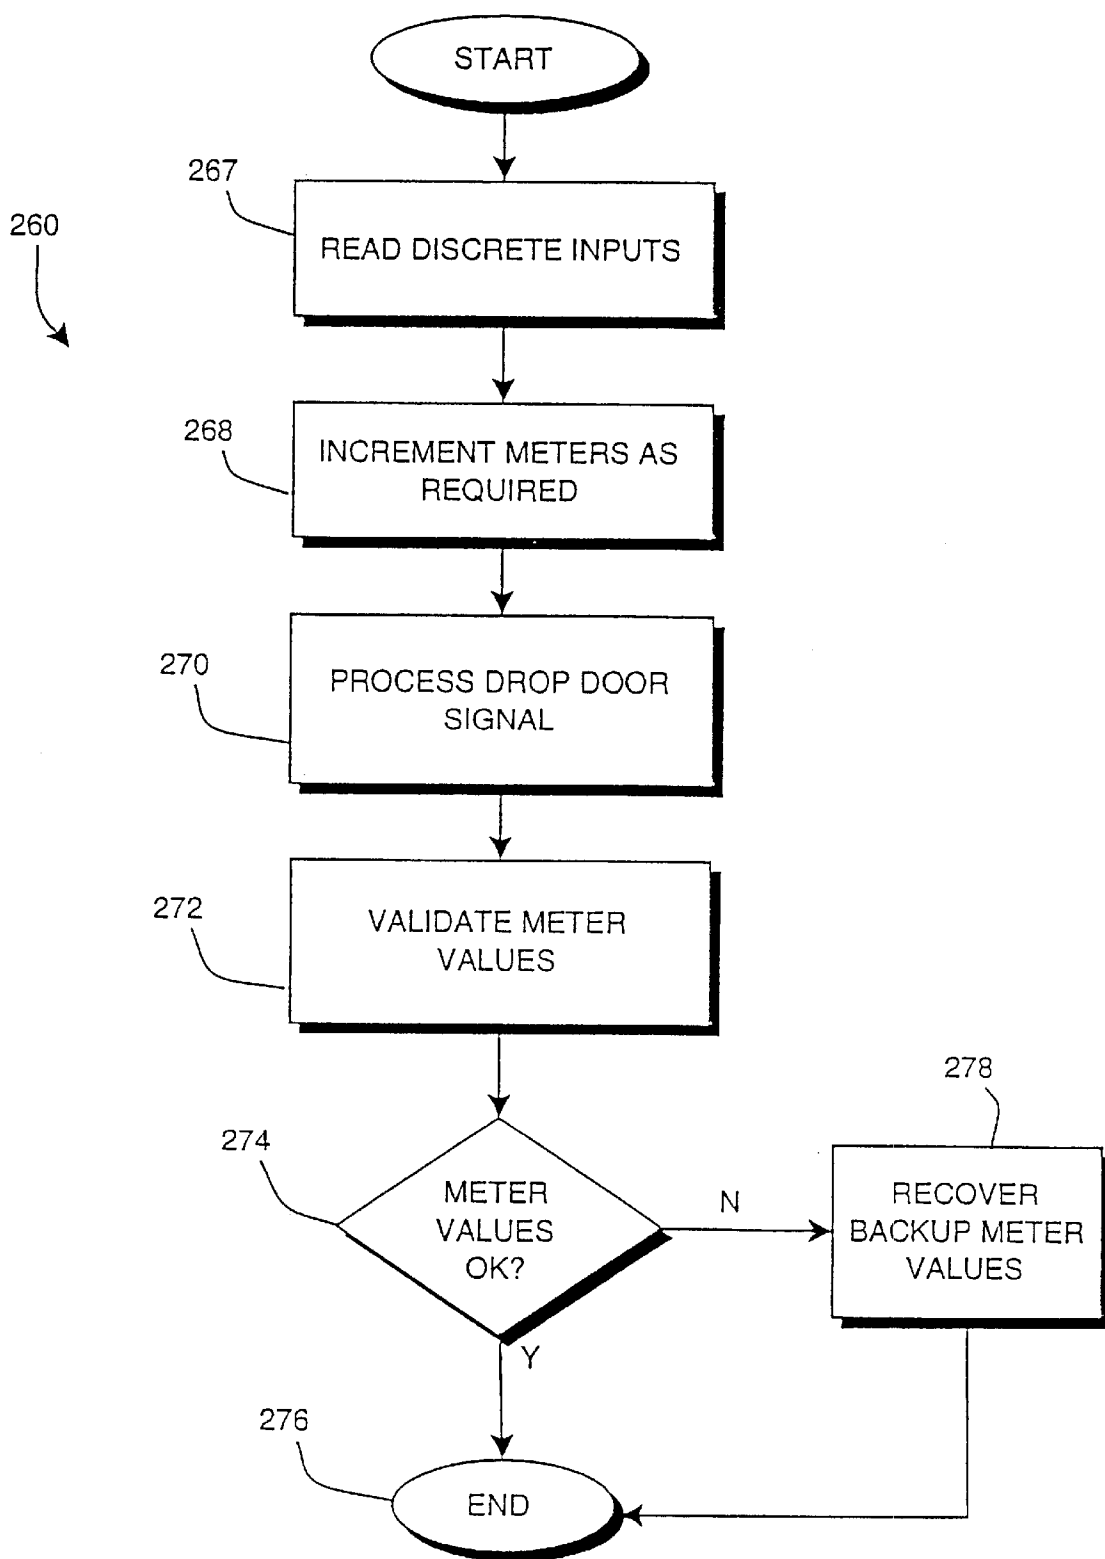 START
267
READ DISCRETE INPUTS
260
268
INCREMENT METERS AS
REQUIRED
270
PROCESS DROP DOOR
SIGNAL
272
VALIDATE METER
VALUES
274
METER
VALUES
OK?
N
278
RECOVER
BACKUP METER
VALUES
Y
276
END